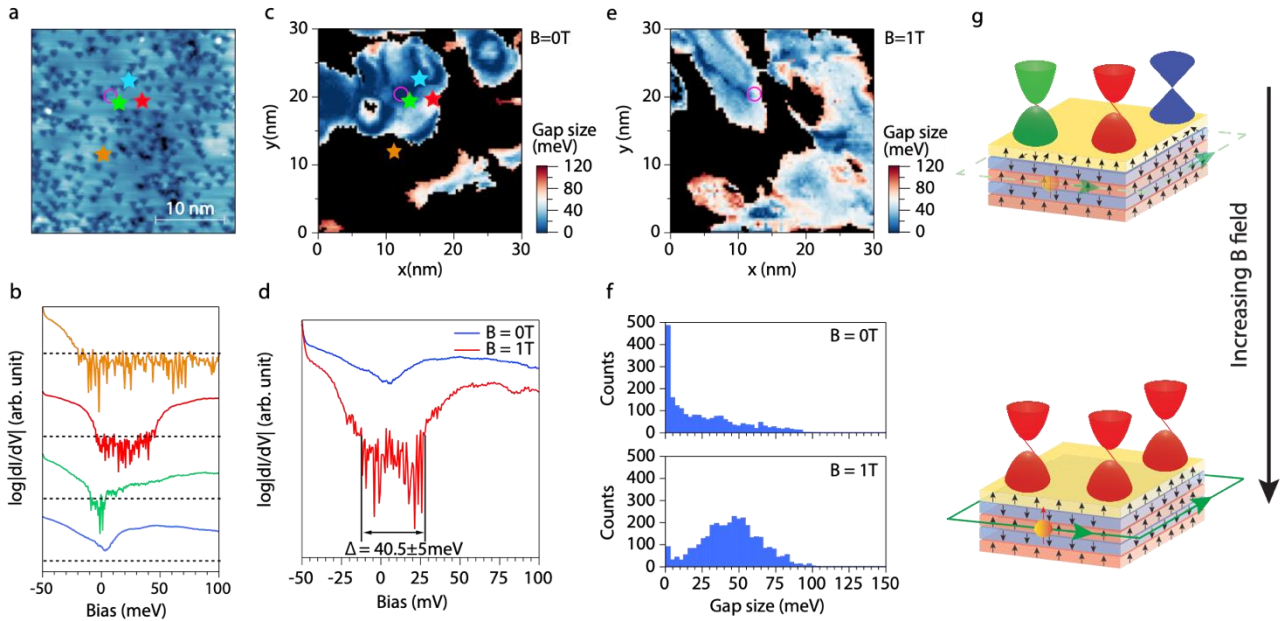 a
10 nm
b
log|dI/dV| (arb. unit)
-50
0
50
100
Bias (meV)
c
B=0T
30
20
10
0
y(nm)
0
10
20
30
x(nm)
Gap size
(meV)
120
80
40
0
d
B = 0T
B = 1T
log|dI/dV| (arb. unit)
Δ = 40.5±5meV
-50
0
50
100
Bias (mV)
e
B=1T
30
20
10
0
y (nm)
0
10
20
30
x (nm)
Gap size
(meV)
120
80
40
0
f
500
400
300
200
100
0
Counts
B = 0T
500
400
300
200
100
0
Counts
B = 1T
0
25
50
75
100
125
150
Gap size (meV)
g
Increasing B field